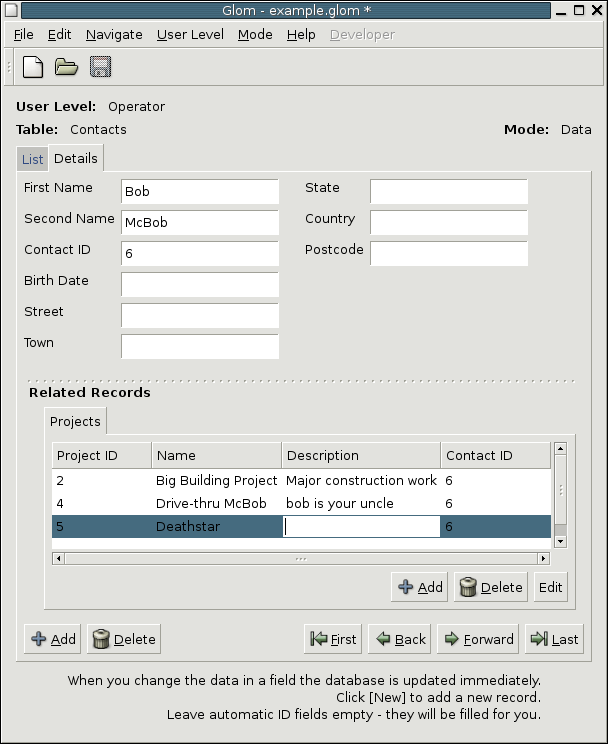 Glom - example.glom *
File Edit Navigate User Level Mode Help Developer
User Level: Operator
Table: Contacts Mode: Data
List Details
First Name Bob State
Second Name McBob Country
Contact ID 6 Postcode
Birth Date
Street
Town
Related Records
Projects
Project ID Name Description Contact ID
2 Big Building Project Major construction work 6
4 Drive-thru McBob bob is your uncle 6
5 Deathstar 6
Add Delete Edit
Add Delete First Back Forward Last
When you change the data in a field the database is updated immediately.
Click [New] to add a new record.
Leave automatic ID fields empty - they will be filled for you.